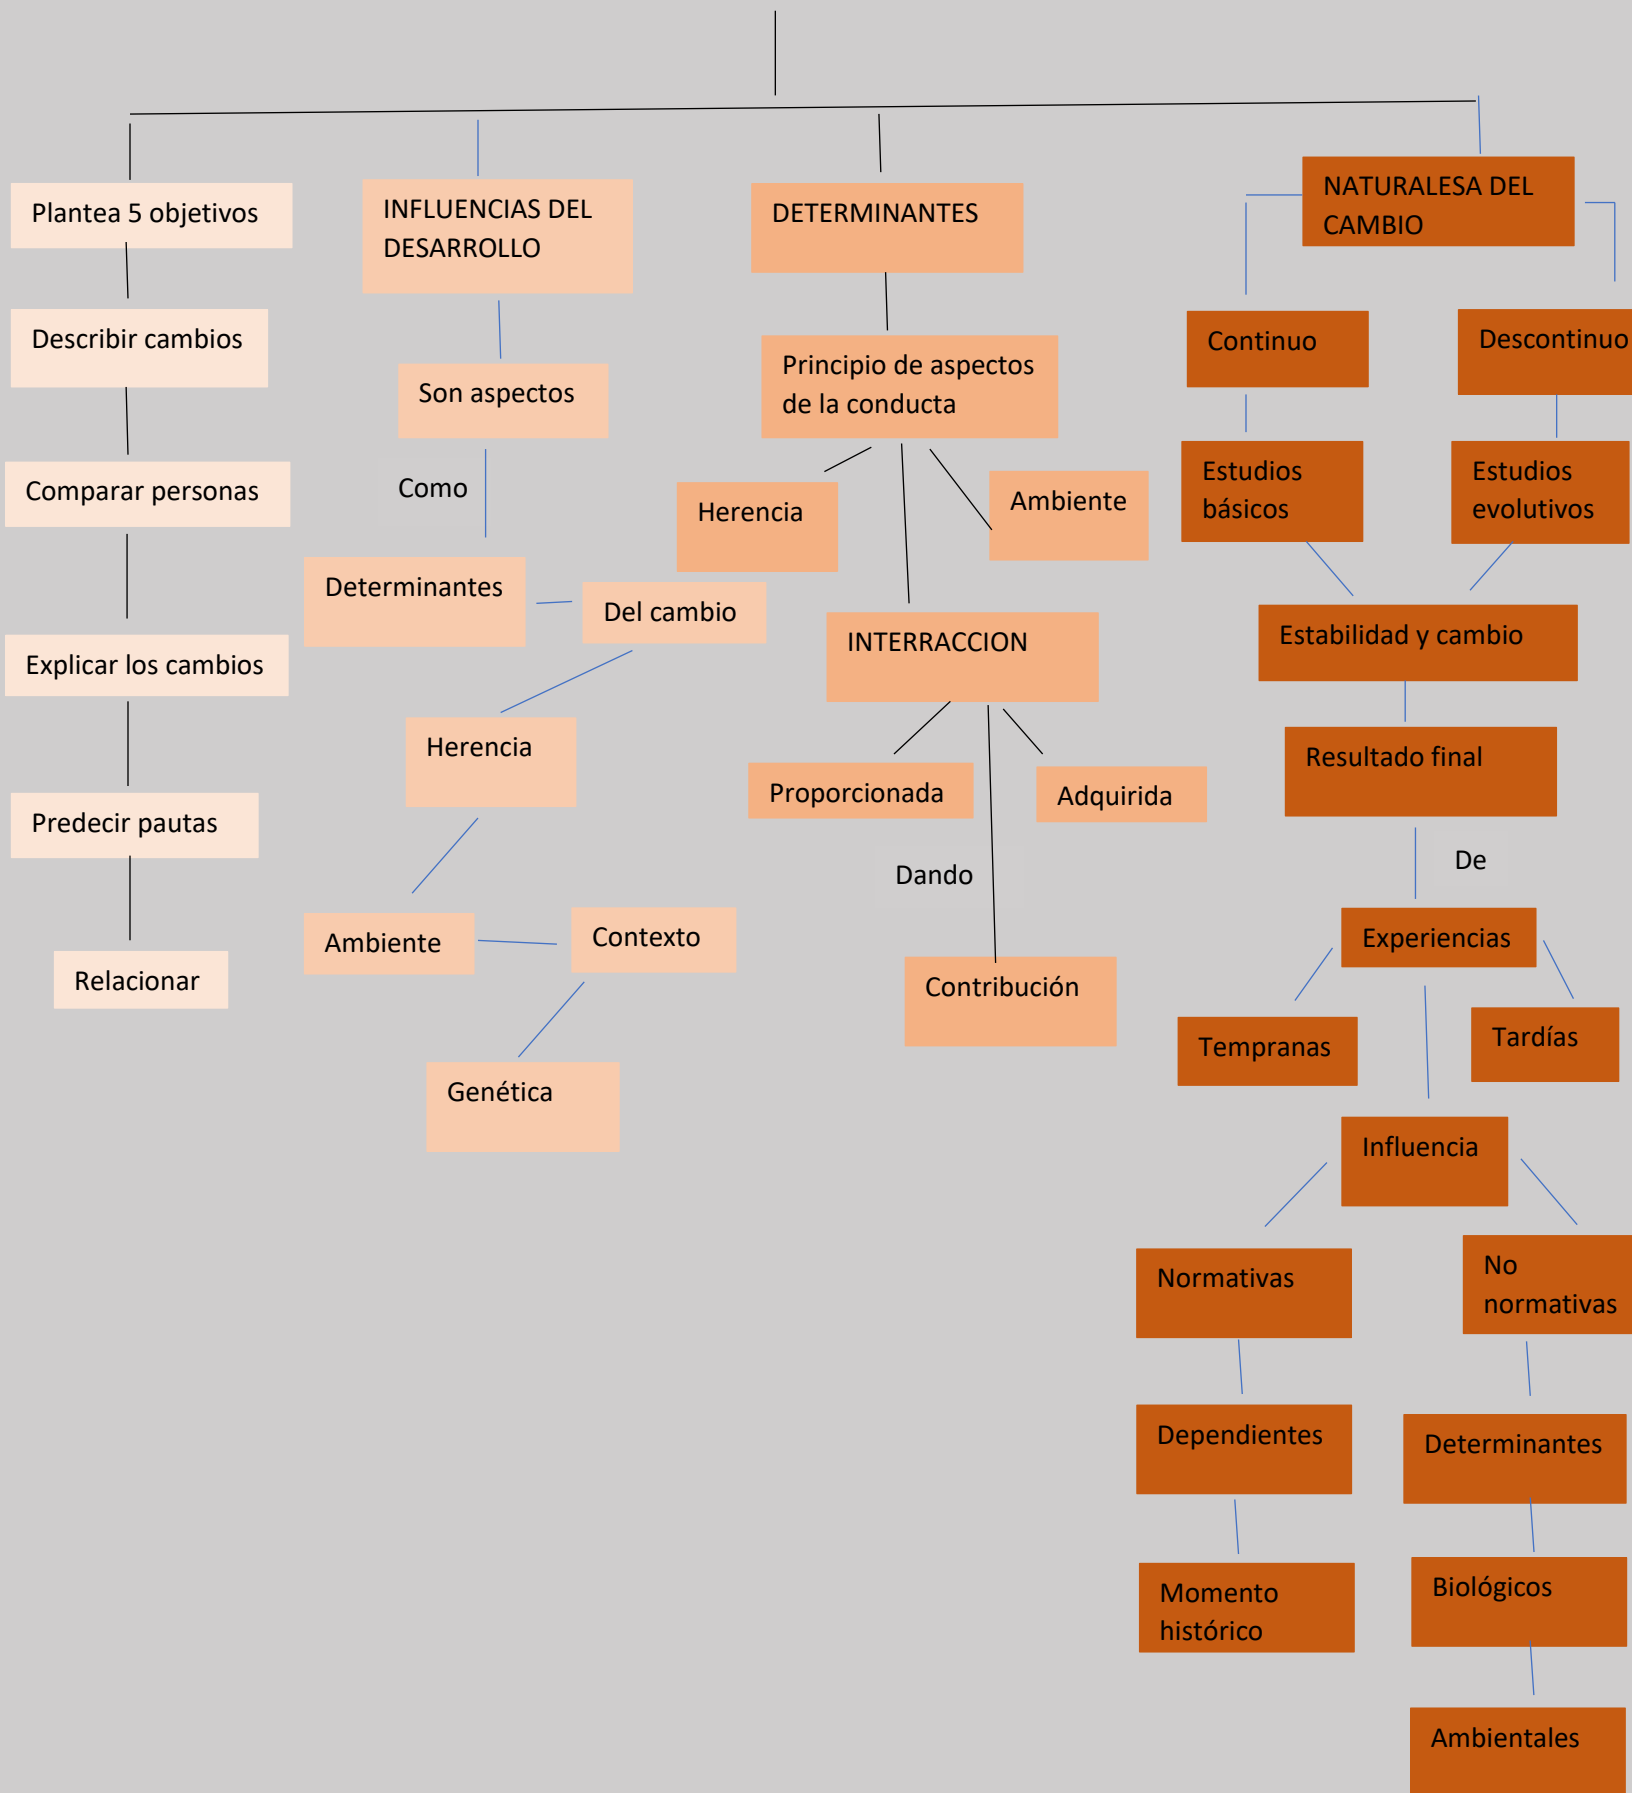 Plantea 5 objetivos
Describir cambios
Comparar personas
Explicar los cambios
Predecir pautas
Relacionar
INFLUENCIAS DEL
DESARROLLO
Son aspectos
Como
Determinantes
Del cambio
Herencia
Ambiente
Contexto
Genética
DETERMINANTES
Principio de aspectos
de la conducta
Herencia
Ambiente
INTERRACCION
Proporcionada
Adquirida
Dando
Contribución
NATURALESA DEL
CAMBIO
Continuo
Descontinuo
Estudios
básicos
Estudios
evolutivos
Estabilidad y cambio
Resultado final
De
Experiencias
Tempranas
Tardías
Influencia
Normativas
No
normativas
Dependientes
Determinantes
Momento
histórico
Biológicos
Ambientales